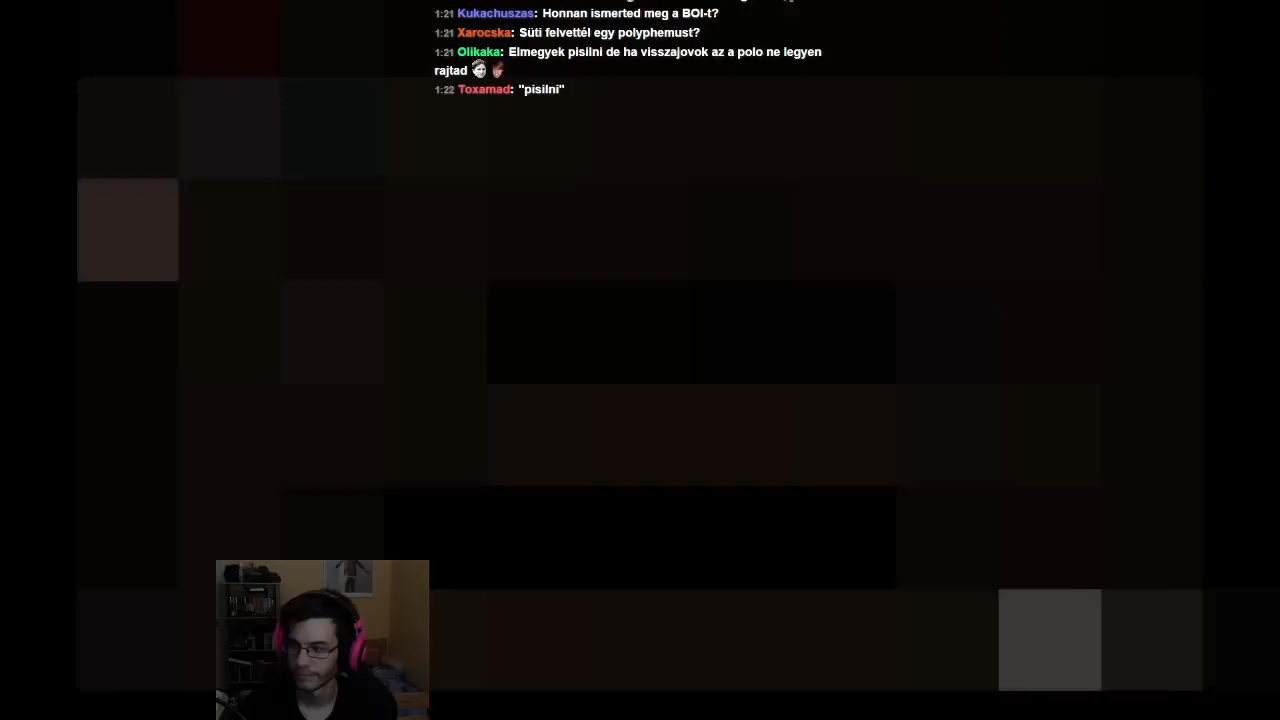 1:21 Kukachuszas: Honnan ismerted meg a BOI-t?
1:21 Xarocska: Süti felvettél egy polyphemust?
1:21 Olikaka: Elmegyek pisilni de ha visszajovok az a polo ne legyen
rajtad
1:22 Toxamad: "pisilni"